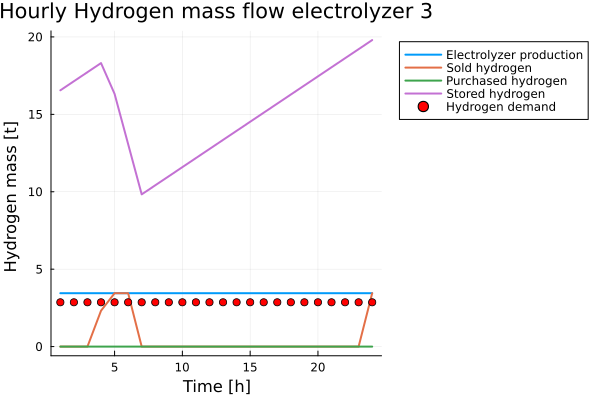 Hourly Hydrogen mass flow electrolyzer 3
Electrolyzer production
Sold hydrogen
Purchased hydrogen
Stored hydrogen
Hydrogen demand
Hydrogen mass [t]
20
15
10
5
0
5 10 15 20
Time [h]